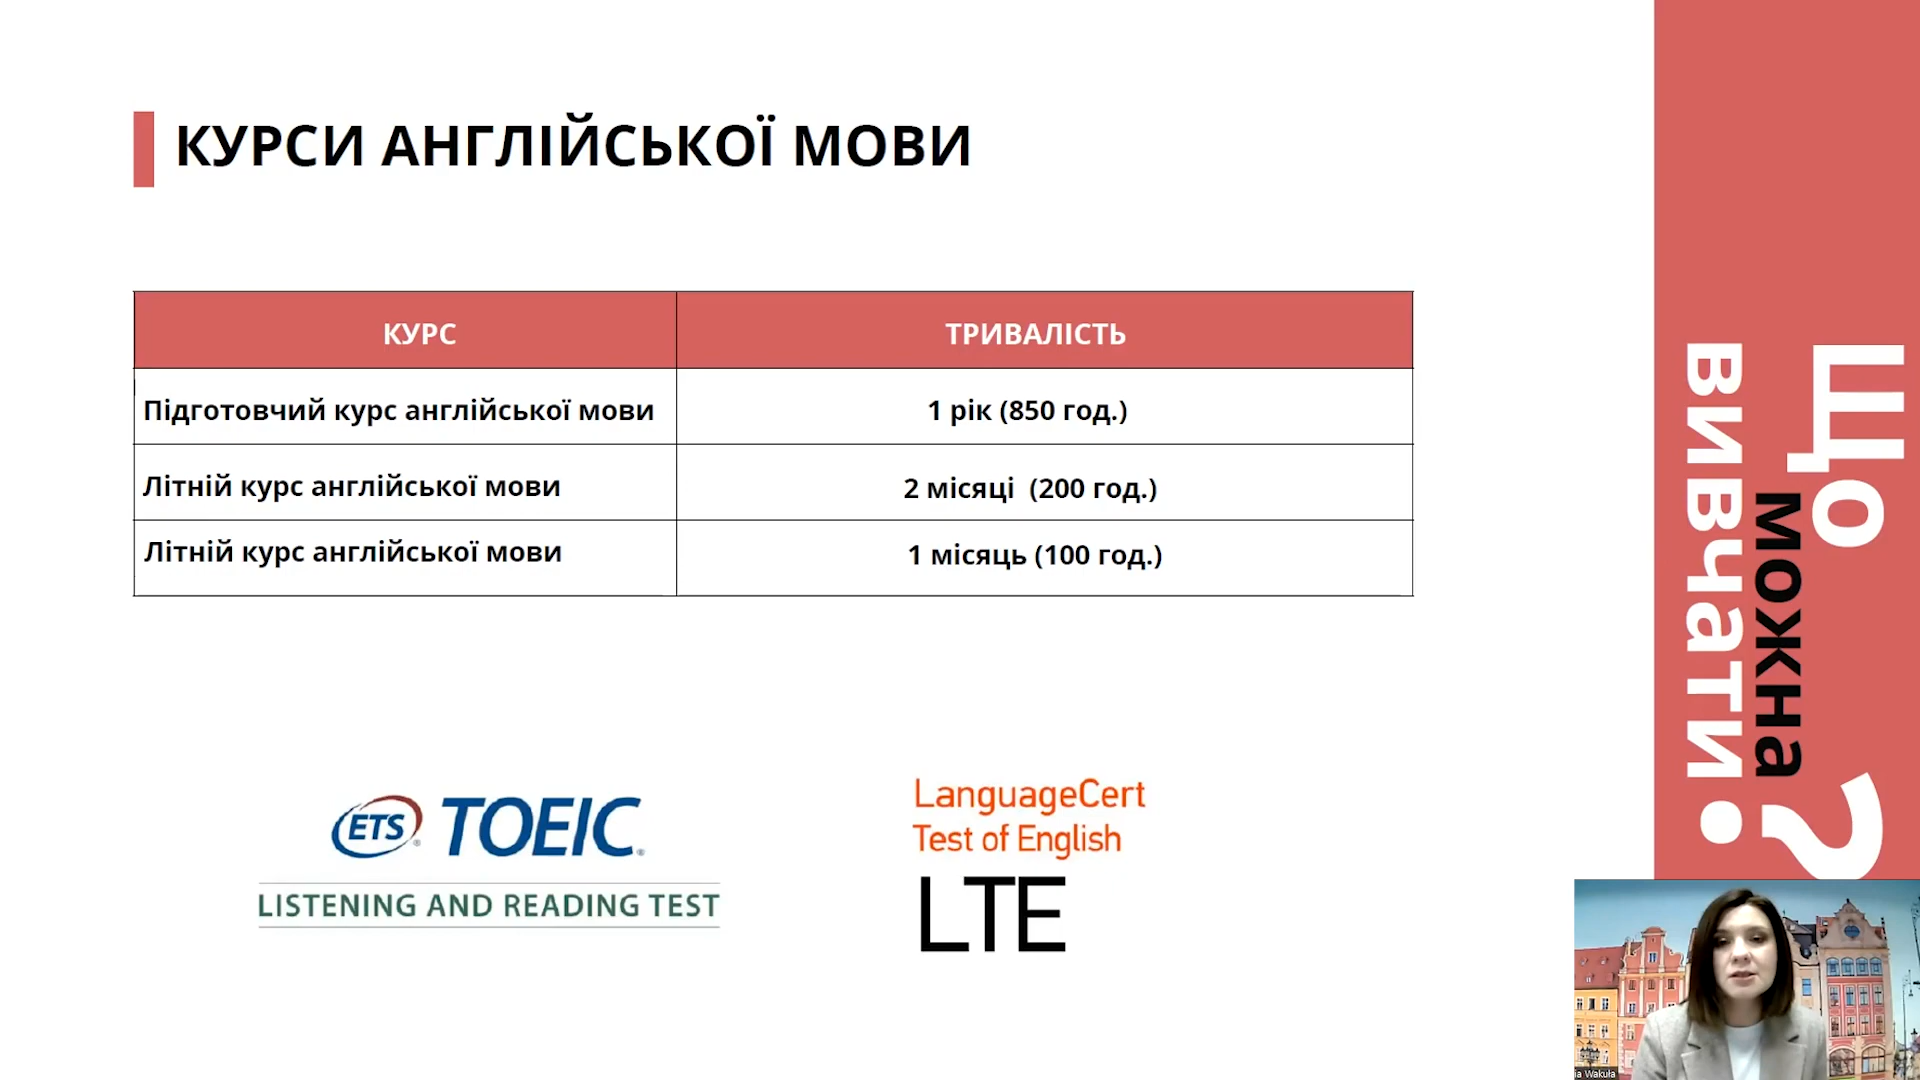 КУРСИ АНГЛІЙСЬКОЇ МОВИ
КУРС
ТРИВАЛІСТЬ
Підготовчий курс англійської мови
1 рік (850 год.)
Літній курс англійської мови
2 місяці (200 год.)
Літній курс англійської мови
1 місяць (100 год.)
ETS TOEIC
LISTENING AND READING TEST
LanguageCert
Test of English
LTE
Що
можна
вивчати
?
ia Wakuła